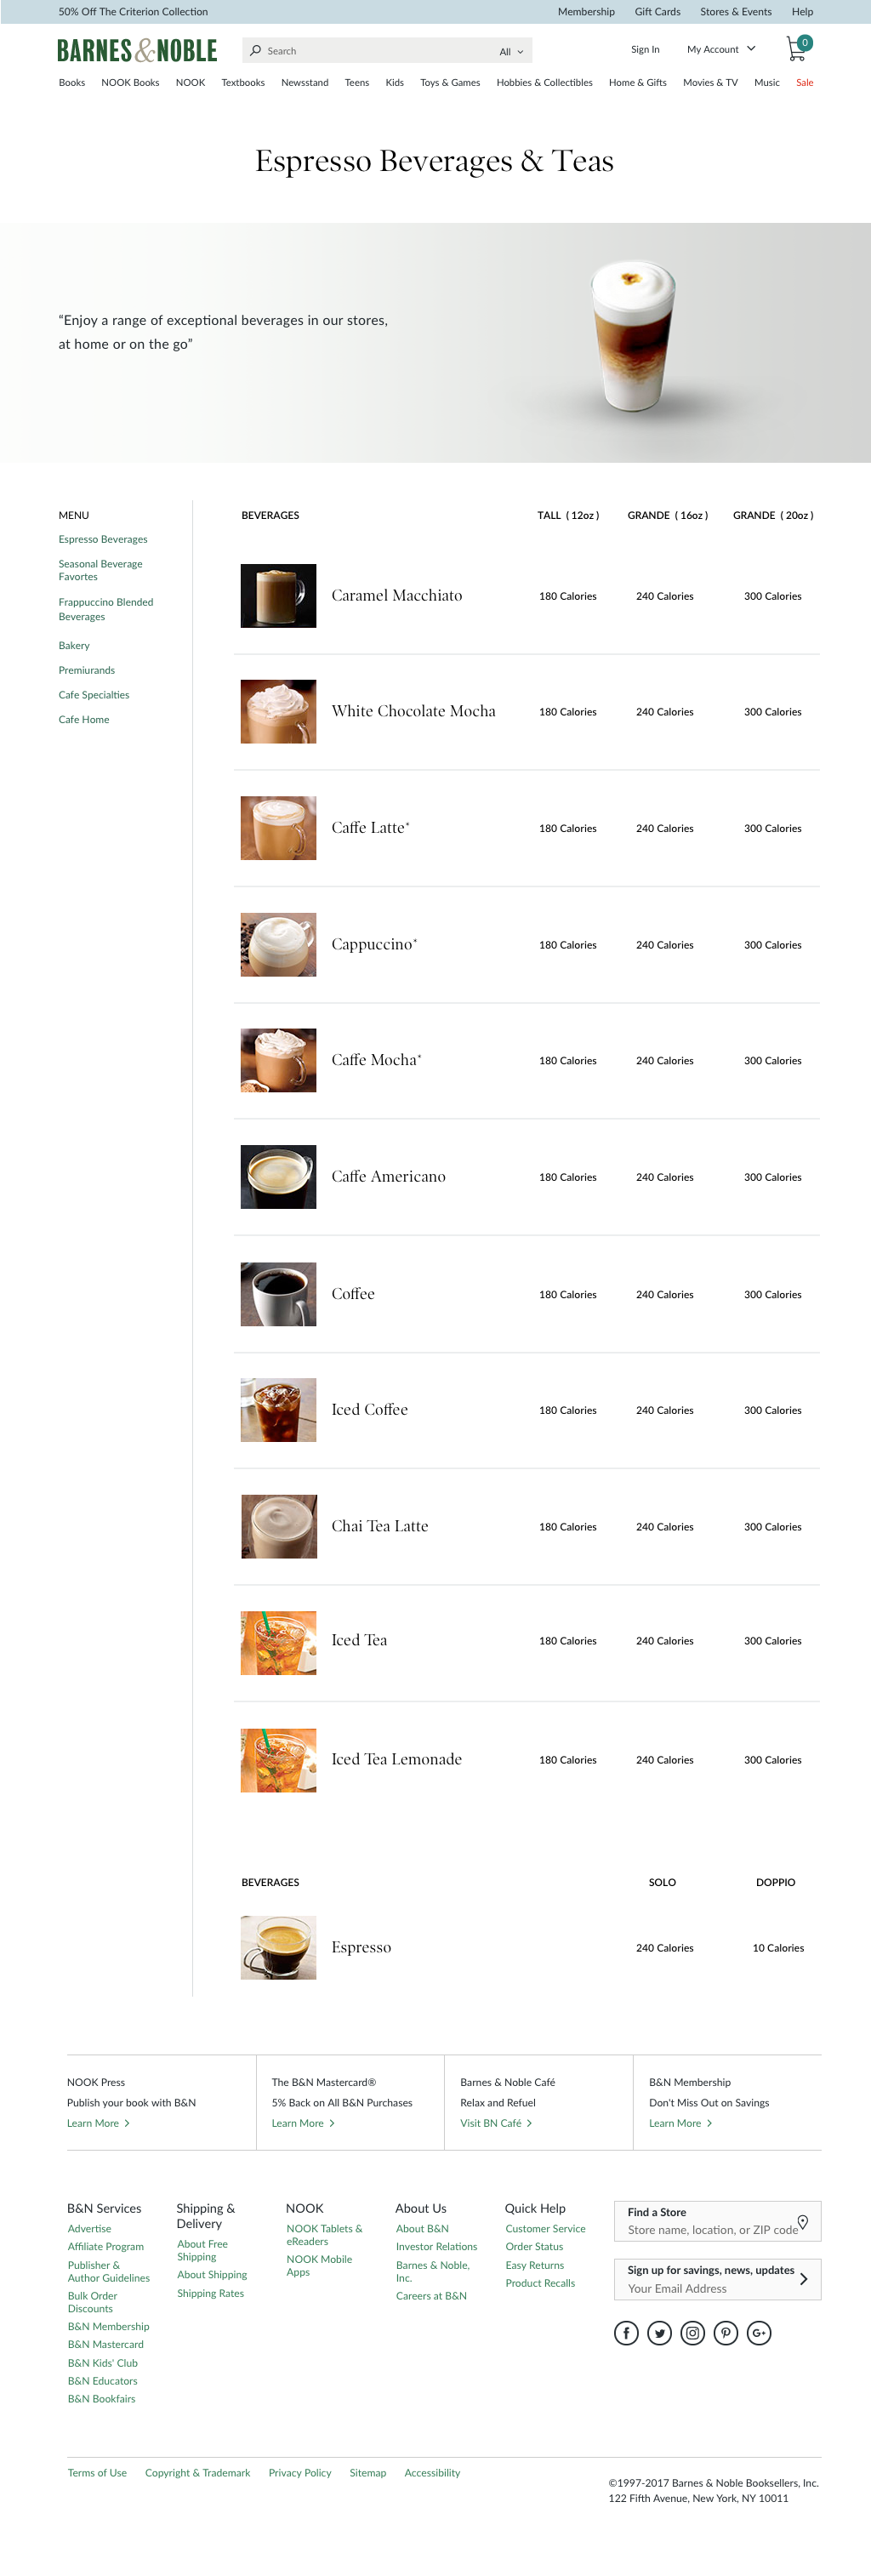 50% Off The Criterion Collection Membership Gift Cards Stores & Events Help
BARNES&NOBLE Search All Sign In My Account 0
Books NOOK Books NOOK Textbooks Newsstand Teens Kids Toys & Games Hobbies & Collectibles Home & Gifts Movies & TV Music Sale
Espresso Beverages & Teas
“Enjoy a range of exceptional beverages in our stores,
at home or on the go”
MENU
Espresso Beverages
Seasonal Beverage
Favortes
Frappuccino Blended
Beverages
Bakery
Premiurands
Cafe Specialties
Cafe Home
BEVERAGES TALL ( 12oz ) GRANDE ( 16oz ) GRANDE ( 20oz )
Caramel Macchiato 180 Calories 240 Calories 300 Calories
White Chocolate Mocha 180 Calories 240 Calories 300 Calories
Caffe Latte* 180 Calories 240 Calories 300 Calories
Cappuccino* 180 Calories 240 Calories 300 Calories
Caffe Mocha* 180 Calories 240 Calories 300 Calories
Caffe Americano 180 Calories 240 Calories 300 Calories
Coffee 180 Calories 240 Calories 300 Calories
Iced Coffee 180 Calories 240 Calories 300 Calories
Chai Tea Latte 180 Calories 240 Calories 300 Calories
Iced Tea 180 Calories 240 Calories 300 Calories
Iced Tea Lemonade 180 Calories 240 Calories 300 Calories
BEVERAGES SOLO DOPPIO
Espresso 240 Calories 10 Calories
NOOK Press
Publish your book with B&N
Learn More
The B&N Mastercard®
5% Back on All B&N Purchases
Learn More
Barnes & Noble Café
Relax and Refuel
Visit BN Café
B&N Membership
Don't Miss Out on Savings
Learn More
B&N Services
Advertise
Affiliate Program
Publisher &
Author Guidelines
Bulk Order
Discounts
B&N Membership
B&N Mastercard
B&N Kids' Club
B&N Educators
B&N Bookfairs
Shipping &
Delivery
About Free
Shipping
About Shipping
Shipping Rates
NOOK
NOOK Tablets &
eReaders
NOOK Mobile
Apps
About Us
About B&N
Investor Relations
Barnes & Noble,
Inc.
Careers at B&N
Quick Help
Customer Service
Order Status
Easy Returns
Product Recalls
Find a Store
Store name, location, or ZIP code
Sign up for savings, news, updates
Your Email Address
Terms of Use Copyright & Trademark Privacy Policy Sitemap Accessibility
©1997-2017 Barnes & Noble Booksellers, Inc.
122 Fifth Avenue, New York, NY 10011